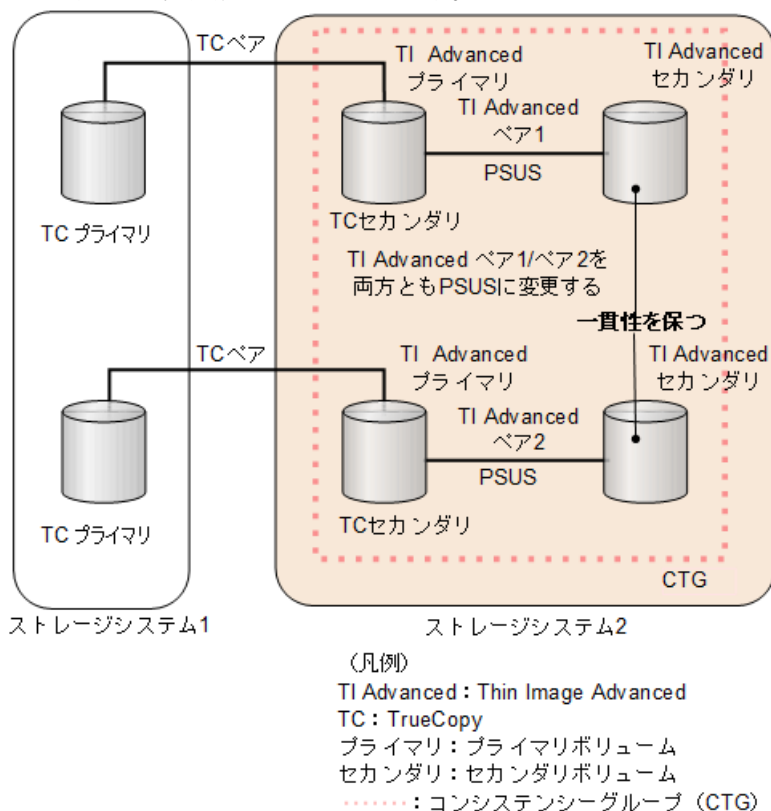 TCペア
TI Advanced
プライマリ
TI Advanced
セカンダリ
TI Advanced
ペア1
PSUS
TC プライマリ
TCセカンダリ
TI Advanced ペア1/ペア2を
両方ともPSUSに変更する
一貫性を保つ
TCペア
TI Advanced
プライマリ
TI Advanced
セカンダリ
TI Advanced
ペア2
PSUS
TC プライマリ
TCセカンダリ
CTG
ストレージシステム1
ストレージシステム2
（凡例）
TI Advanced：Thin Image Advanced
TC：TrueCopy
プライマリ：プライマリボリューム
セカンダリ：セカンダリボリューム
：コンシステンシーグループ（CTG）